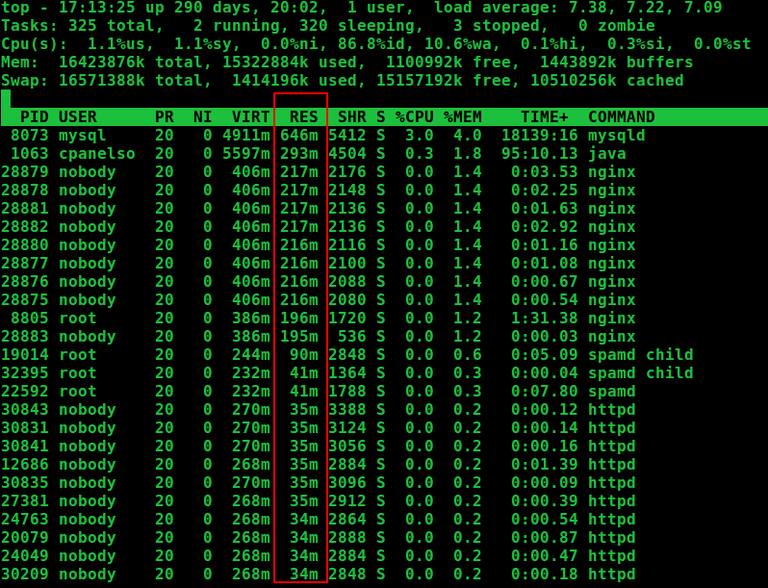 top - 17:13:25 up 290 days, 20:02,  1 user,  load average: 7.38, 7.22, 7.09
Tasks: 325 total,   2 running, 320 sleeping,   3 stopped,   0 zombie
Cpu(s):  1.1%us,  1.1%sy,  0.0%ni, 86.8%id, 10.6%wa,  0.1%hi,  0.3%si,  0.0%st
Mem:  16423876k total, 15322884k used,  1100992k free,  1443892k buffers
Swap: 16571388k total,  1414196k used, 15157192k free, 10510256k cached
PID USER      PR  NI  VIRT  RES  SHR S %CPU %MEM    TIME+  COMMAND
8073 mysql     20   0 4911m 646m 5412 S  3.0  4.0  18139:16 mysqld
1063 cpanelso  20   0 5597m 293m 4504 S  0.3  1.8  95:10.13 java
28879 nobody    20   0  406m 217m 2176 S  0.0  1.4   0:03.53 nginx
28878 nobody    20   0  406m 217m 2148 S  0.0  1.4   0:02.25 nginx
28881 nobody    20   0  406m 217m 2136 S  0.0  1.4   0:01.63 nginx
28882 nobody    20   0  406m 217m 2136 S  0.0  1.4   0:02.92 nginx
28880 nobody    20   0  406m 216m 2116 S  0.0  1.4   0:01.16 nginx
28877 nobody    20   0  406m 216m 2100 S  0.0  1.4   0:01.08 nginx
28876 nobody    20   0  406m 216m 2088 S  0.0  1.4   0:00.67 nginx
28875 nobody    20   0  406m 216m 2080 S  0.0  1.4   0:00.54 nginx
8805 root      20   0  386m 196m 1720 S  0.0  1.2   1:31.38 nginx
28883 nobody    20   0  386m 195m  536 S  0.0  1.2   0:00.03 nginx
19014 root      20   0  244m  90m 2848 S  0.0  0.6   0:05.09 spamd child
32395 root      20   0  232m  41m 1364 S  0.0  0.3   0:00.04 spamd child
22592 root      20   0  232m  41m 1788 S  0.0  0.3   0:07.80 spamd
30843 nobody    20   0  270m  35m 3388 S  0.0  0.2   0:00.12 httpd
30831 nobody    20   0  270m  35m 3124 S  0.0  0.2   0:00.14 httpd
30841 nobody    20   0  270m  35m 3056 S  0.0  0.2   0:00.16 httpd
12686 nobody    20   0  268m  35m 2884 S  0.0  0.2   0:01.39 httpd
30835 nobody    20   0  270m  35m 3096 S  0.0  0.2   0:00.09 httpd
27381 nobody    20   0  268m  35m 2912 S  0.0  0.2   0:00.39 httpd
24763 nobody    20   0  268m  34m 2864 S  0.0  0.2   0:00.54 httpd
20079 nobody    20   0  268m  34m 2888 S  0.0  0.2   0:00.87 httpd
24049 nobody    20   0  268m  34m 2884 S  0.0  0.2   0:00.47 httpd
30209 nobody    20   0  268m  34m 2848 S  0.0  0.2   0:00.18 httpd